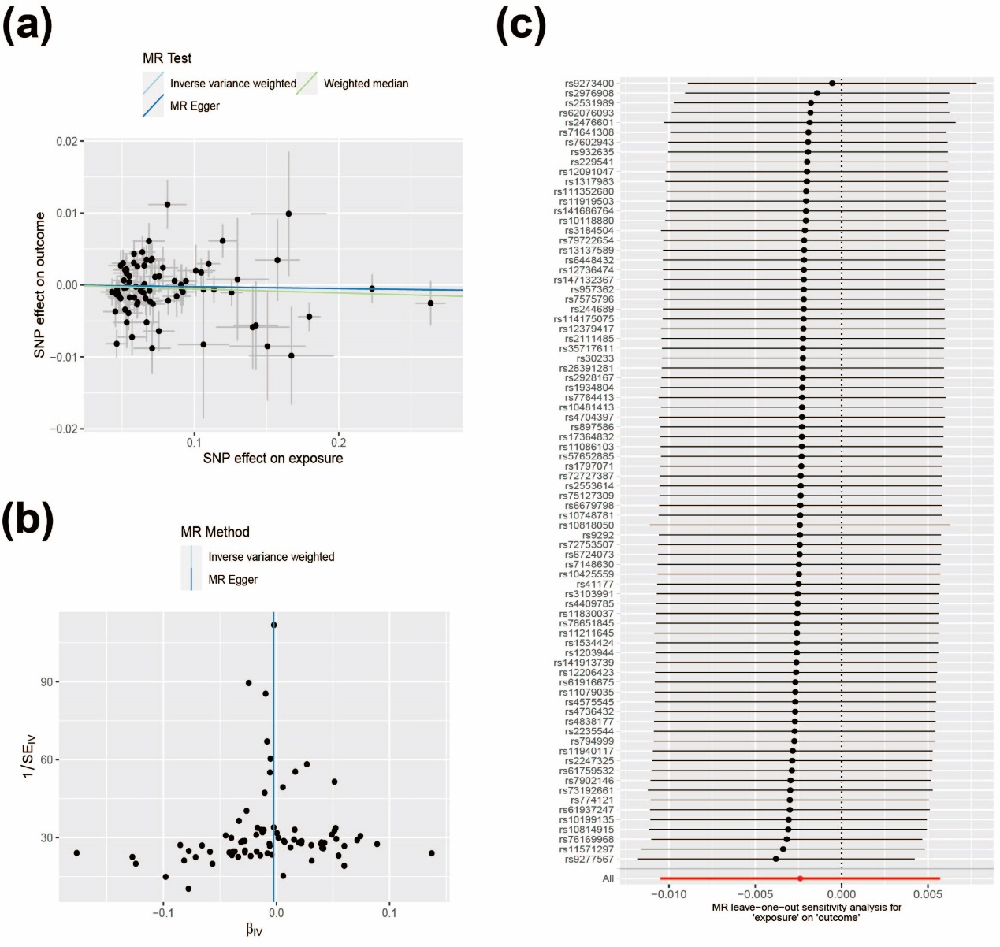 (a)
MR Test
Inverse variance weighted
Weighted median
MR Egger
0.02
0.01
0.00
−0.01
−0.02
SNP effect on outcome
0.1
0.2
SNP effect on exposure
(b)
MR Method
Inverse variance weighted
MR Egger
90
60
30
1/SEIV
−0.1
0.0
0.1
βIV
(c)
rs9273400
rs2976908
rs2531989
rs62076093
rs2476601
rs71641308
rs7602943
rs932635
rs229541
rs12091047
rs1317983
rs111352680
rs11919503
rs141686764
rs10118880
rs3184504
rs79722654
rs13137589
rs6448432
rs12736474
rs147132367
rs957362
rs7575796
rs244689
rs114175075
rs12379417
rs2111485
rs35717611
rs30233
rs28391281
rs2928167
rs1934804
rs7764413
rs10481413
rs4704397
rs897586
rs17364832
rs11086103
rs57652885
rs1797071
rs72727387
rs2553614
rs75127309
rs6679798
rs10748781
rs10818050
rs9292
rs72753507
rs6724073
rs7148630
rs10425559
rs41177
rs3103991
rs4409785
rs11830037
rs78651845
rs11211645
rs1534424
rs1203944
rs141913739
rs12206423
rs61916675
rs11079035
rs4575545
rs4736432
rs4838177
rs2235544
rs794999
rs11940117
rs2247325
rs61759532
rs7902146
rs73192661
rs774121
rs61937247
rs10199135
rs10814915
rs76169968
rs11571297
rs9277567
All
−0.010
−0.005
0.000
0.005
MR leave−one−out sensitivity analysis for
'exposure' on 'outcome'